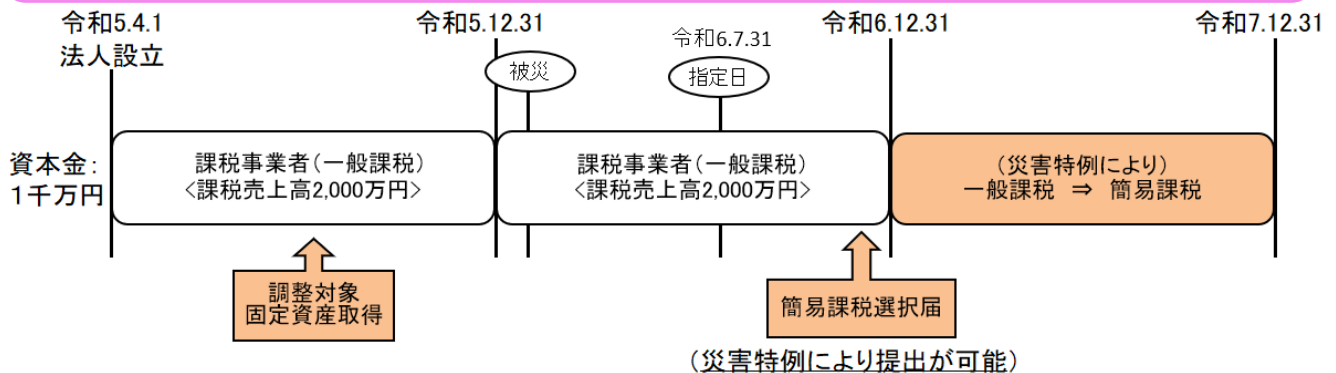 令和5.4.1
法人設立
令和5.12.31
令和6.7.31
令和6.12.31
令和7.12.31
被災
指定日
資本金:
1千万円
課税事業者(一般課税)
<課税売上高2,000万円>
課税事業者(一般課税)
<課税売上高2,000万円>
(災害特例により)
一般課税 ⇒ 簡易課税
調整対象
固定資産取得
簡易課税選択届
(災害特例により提出が可能)